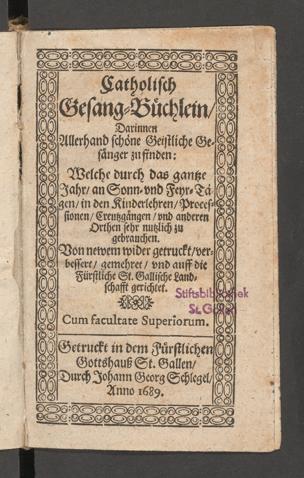 Catholisch
Gesang-Büchlein/
Darinnen
Allerhand schöne Geistliche Ge-
sänger zu finden:
Welche durch das gantze
Jahr/ an Sonn- vnd Feyr-Tä-
gen/ in den Kinderlehren/ Proces-
sionen/ Creutzgängen/ vnd anderen
Orthen sehr nutzlich zu
gebrauchen.
Von newem wider getruckt/ ver-
bessert/ gemehret/ vnd auff die
Fürstliche St. Gallische Land-
schafft gerichtet.
Stiftsbibliothek
St. Gallen
Cum facultate Superiorum.
Getruckt in dem Fürstlichen
Gottshauß St. Gallen/
Durch Johann Georg Schlegel/
Anno 1689.